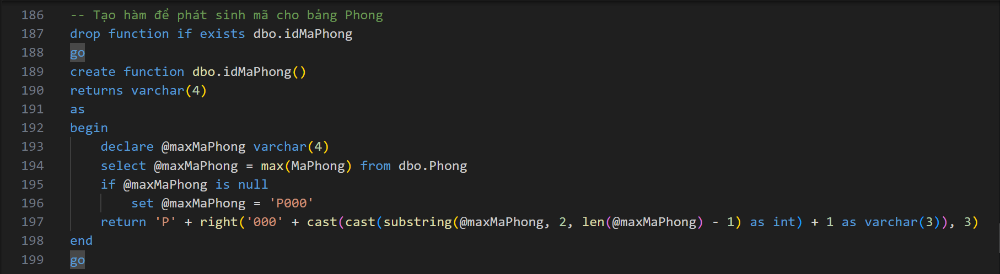 186 -- Tạo hàm để phát sinh mã cho bảng Phong
187 drop function if exists dbo.idMaPhong
188 go
189 create function dbo.idMaPhong()
190 returns varchar(4)
191 as
192 begin
193     declare @maxMaPhong varchar(4)
194     select @maxMaPhong = max(MaPhong) from dbo.Phong
195     if @maxMaPhong is null
196         set @maxMaPhong = 'P000'
197     return 'P' + right('000' + cast(cast(substring(@maxMaPhong, 2, len(@maxMaPhong) - 1) as int) + 1 as varchar(3)), 3)
198 end
199 go